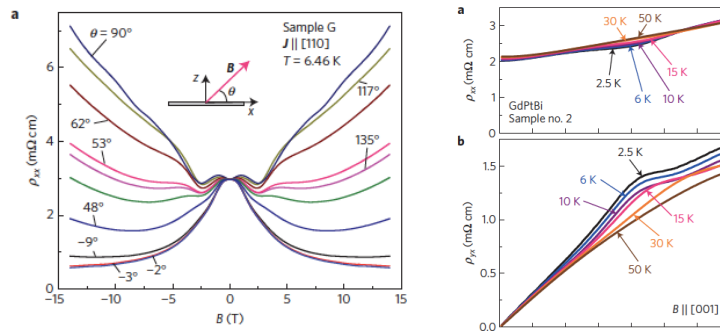 a
Sample G
J || [110]
T = 6.46 K
θ = 90°
B
z
θ
x
117°
62°
53°
135°
48°
−9°
−3°
−2°
ρxx (mΩ cm)
6
4
2
0
−15
−10
−5
0
5
10
15
B (T)
a
30 K
50 K
3
2
1
0
ρxx (mΩ cm)
15 K
2.5 K
6 K
10 K
GdPtBi
Sample no. 2
b
2.5 K
6 K
10 K
15 K
30 K
50 K
1.5
1.0
0.5
0.0
ρyx (mΩ cm)
B || [001]